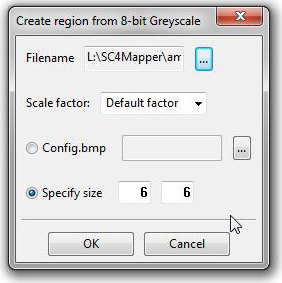 Create region from 8-bit Greyscale
Filename L:\SC4Mapper\am ...
Scale factor: Default factor
Config.bmp ...
Specify size 6 6
OK Cancel